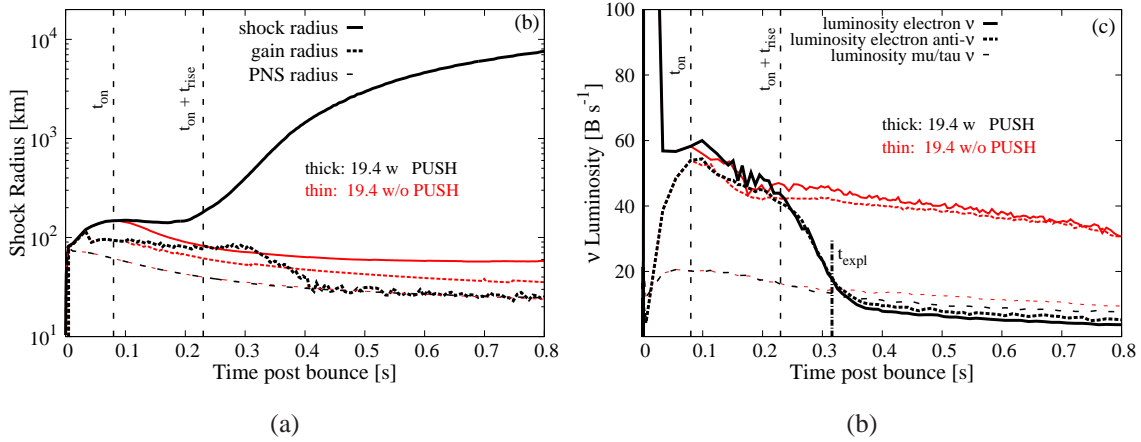 (b)
shock radius
gain radius
PNS radius
t_on
t_on + t_rise
thick: 19.4 w PUSH
thin: 19.4 w/o PUSH
Shock Radius [km]
10^4
10^3
10^2
10^1
0
0.1
0.2
0.3
0.4
0.5
0.6
0.7
0.8
Time post bounce [s]
(a)
(c)
luminosity electron ν
luminosity electron anti-ν
luminosity mu/tau ν
t_on
t_on + t_rise
thick: 19.4 w PUSH
thin: 19.4 w/o PUSH
t_expl
ν Luminosity [B s^-1]
100
80
60
40
20
0
0.1
0.2
0.3
0.4
0.5
0.6
0.7
0.8
Time post bounce [s]
(b)